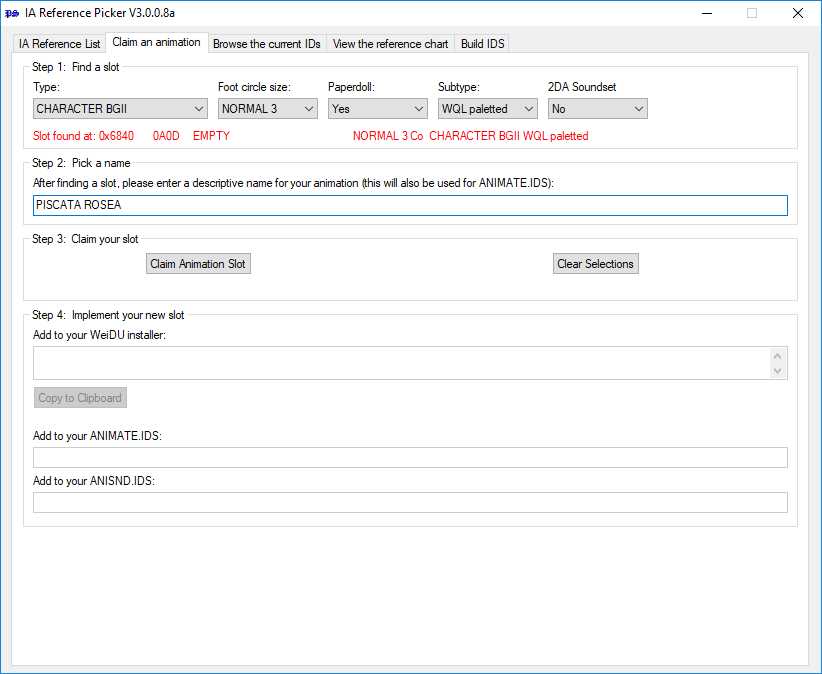 IA Reference Picker V3.0.0.8a
IA Reference List Claim an animation Browse the current IDs View the reference chart Build IDS
Step 1: Find a slot
Type: Foot circle size: Paperdoll: Subtype: 2DA Soundset
CHARACTER BGII NORMAL 3 Yes WQL paletted No
Slot found at: 0x6840 0A0D EMPTY NORMAL 3 Co CHARACTER BGII WQL paletted
Step 2: Pick a name
After finding a slot, please enter a descriptive name for your animation (this will also be used for ANIMATE.IDS):
PISCATA ROSEA
Step 3: Claim your slot
Claim Animation Slot Clear Selections
Step 4: Implement your new slot
Add to your WeiDU installer:
Copy to Clipboard
Add to your ANIMATE.IDS:
Add to your ANISND.IDS: